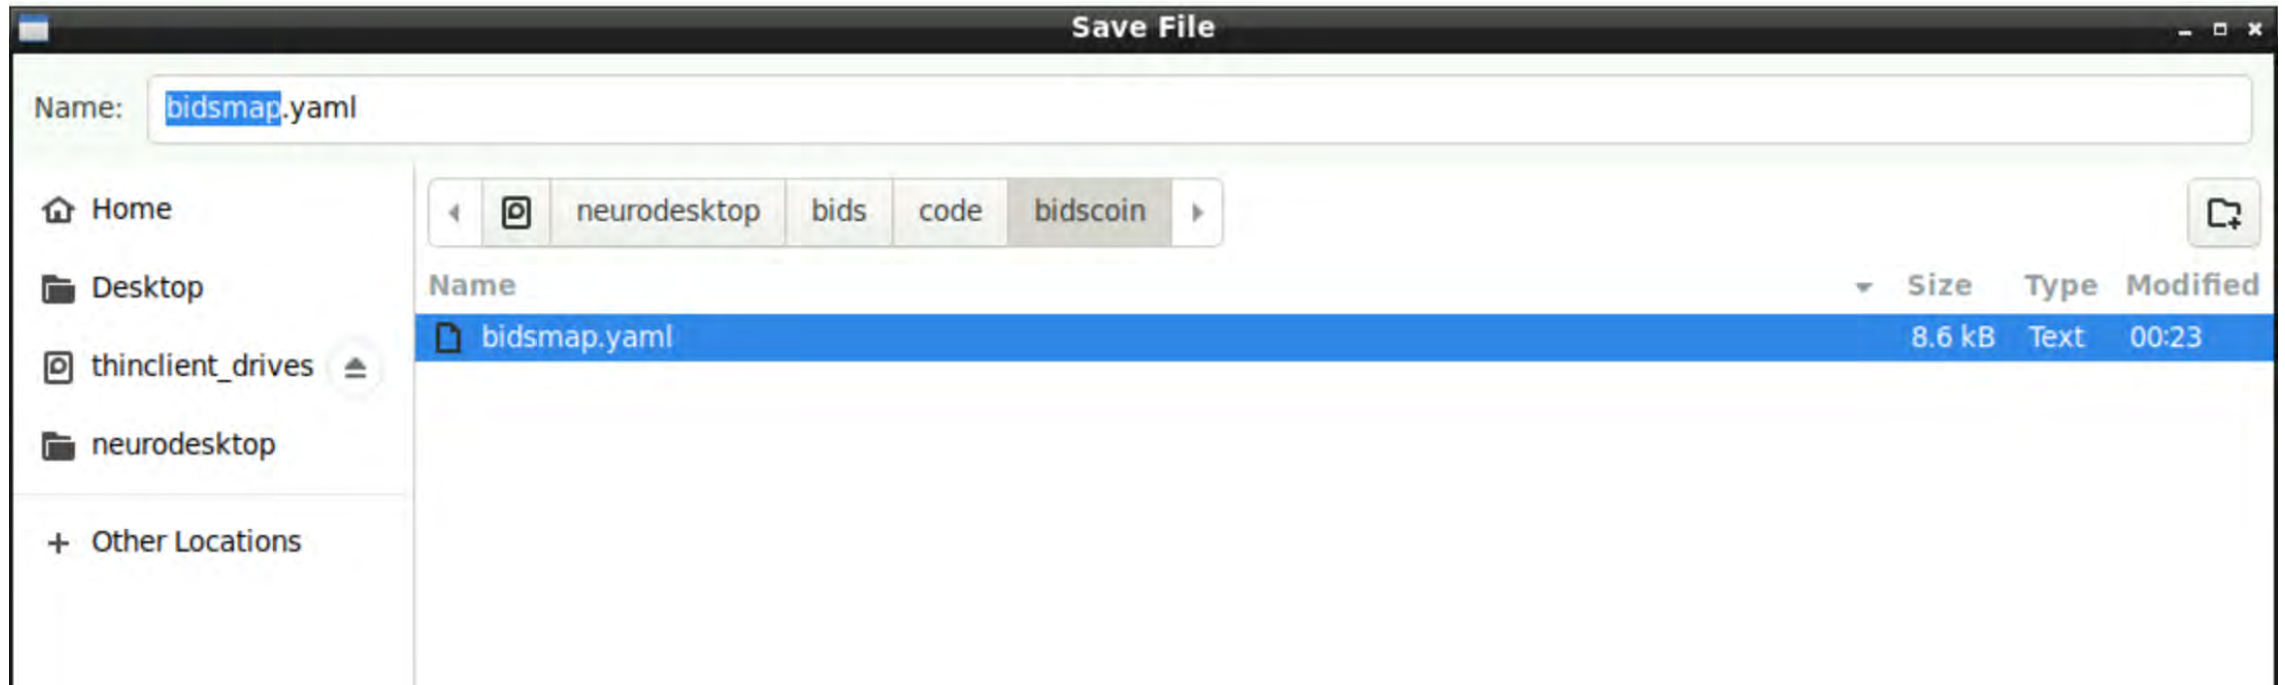 Save File
Name: bidsmap.yaml
Home
Desktop
thinclient_drives
neurodesktop
+ Other Locations
neurodesktop bids code bidscoin
Name Size Type Modified
bidsmap.yaml 8.6 kB Text 00:23